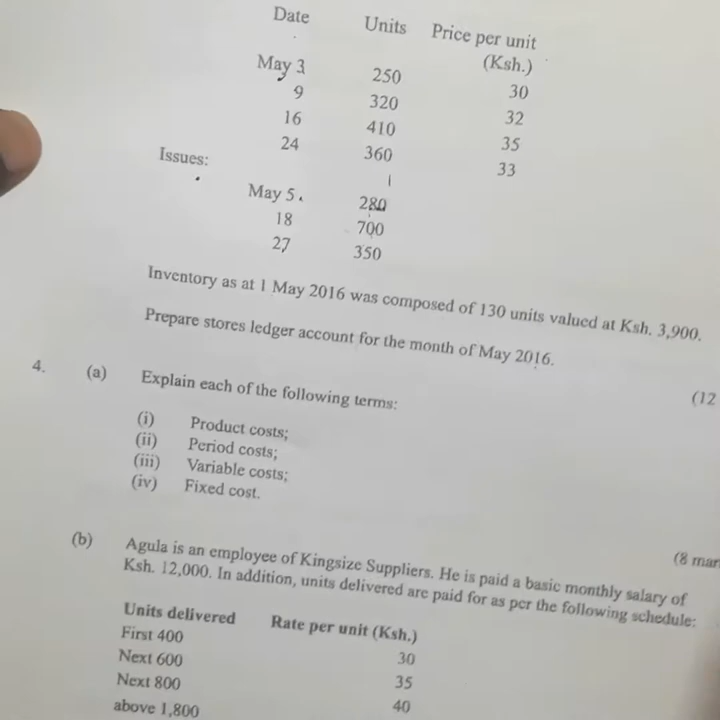 Date Units Price per unit
(Ksh.)
May 3 250 30
9 320 32
16 410 35
24 360 33
Issues:
May 5. 280
18 700
27 350
Inventory as at 1 May 2016 was composed of 130 units valued at Ksh. 3,900.
Prepare stores ledger account for the month of May 2016.
(12
4. (a) Explain each of the following terms:
(i) Product costs;
(ii) Period costs;
(iii) Variable costs;
(iv) Fixed cost.
(8 mar
(b) Agula is an employee of Kingsize Suppliers. He is paid a basic monthly salary of
Ksh. 12,000. In addition, units delivered are paid for as per the following schedule:
Units delivered Rate per unit (Ksh.)
First 400 30
Next 600 35
Next 800 40
above 1,800